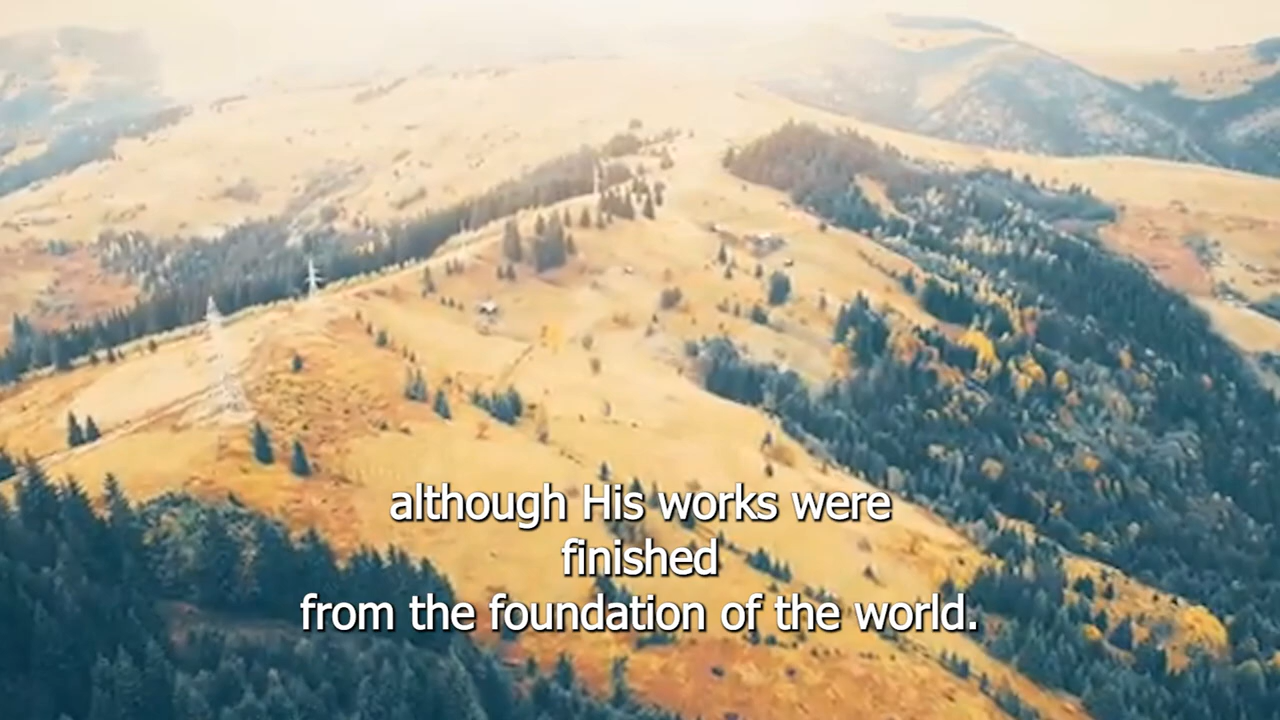 although His works were
finished
from the foundation of the world.